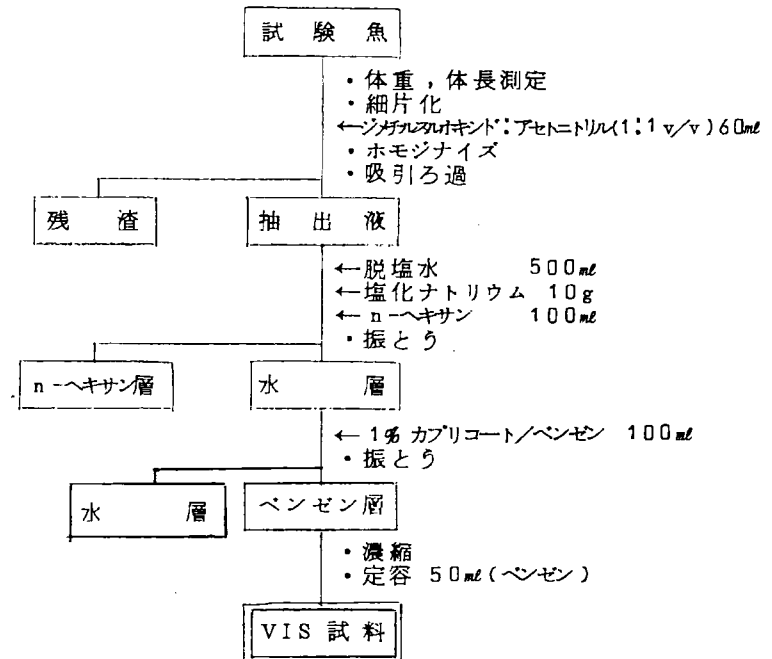 試験魚
・体重，体長測定
・細片化
←ジメチルスルホキシド：アセトニトリル(1：1 v/v) 60㎖
・ホモジナイズ
・吸引ろ過
残渣
抽出液
←脱塩水 500㎖
←塩化ナトリウム 10g
←n-ヘキサン 100㎖
・振とう
n-ヘキサン層
水層
←1% カプリコート/ベンゼン 100㎖
・振とう
水層
ベンゼン層
・濃縮
・定容 50㎖(ベンゼン)
VIS試料